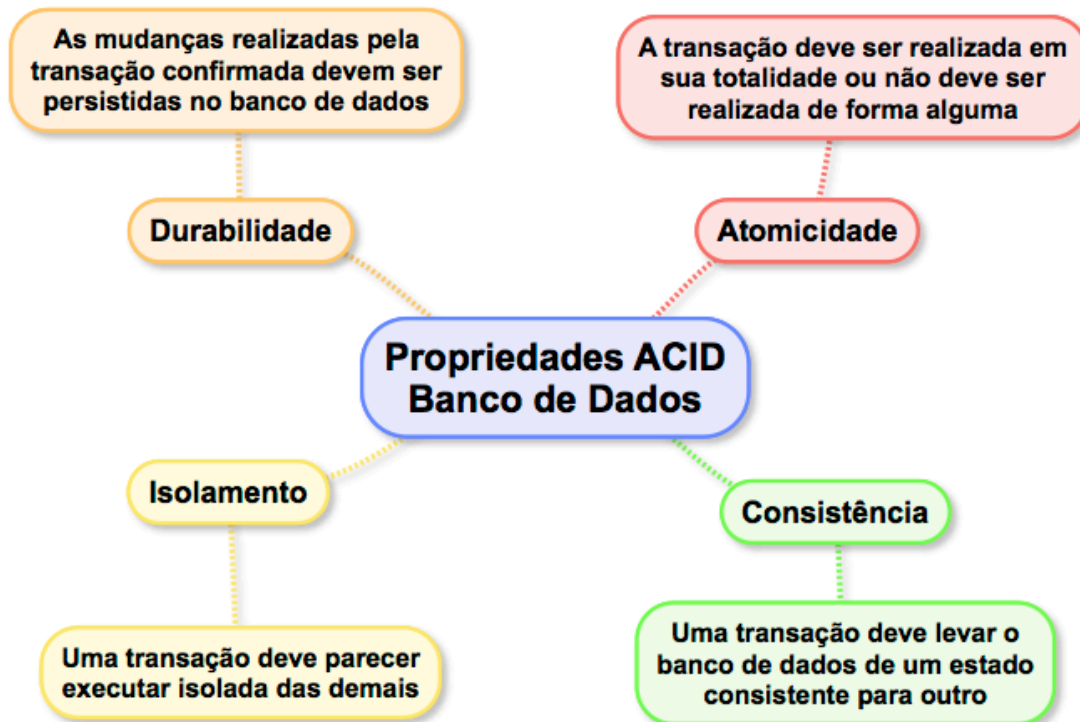 As mudanças realizadas pela
transação confirmada devem ser
persistidas no banco de dados
A transação deve ser realizada em
sua totalidade ou não deve ser
realizada de forma alguma
Durabilidade
Atomicidade
Propriedades ACID
Banco de Dados
Isolamento
Consistência
Uma transação deve parecer
executar isolada das demais
Uma transação deve levar o
banco de dados de um estado
consistente para outro